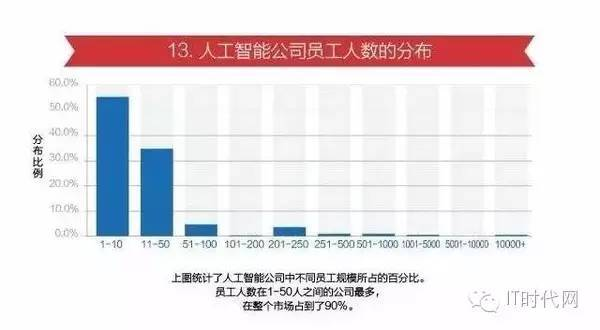 13. 人工智能公司员工人数的分布
60.0%
50.0%
40.0%
30.0%
20.0%
10.0%
0.0%
分布比例
1-10 11-50 51-100 101-200 201-250 251-500 501-1000 1001-5000 5001-10000 10000+
上图统计了人工智能公司中不同员工规模所占的百分比。
员工人数在1-50人之间的公司最多，
在整个市场占到了90%。
IT时代网